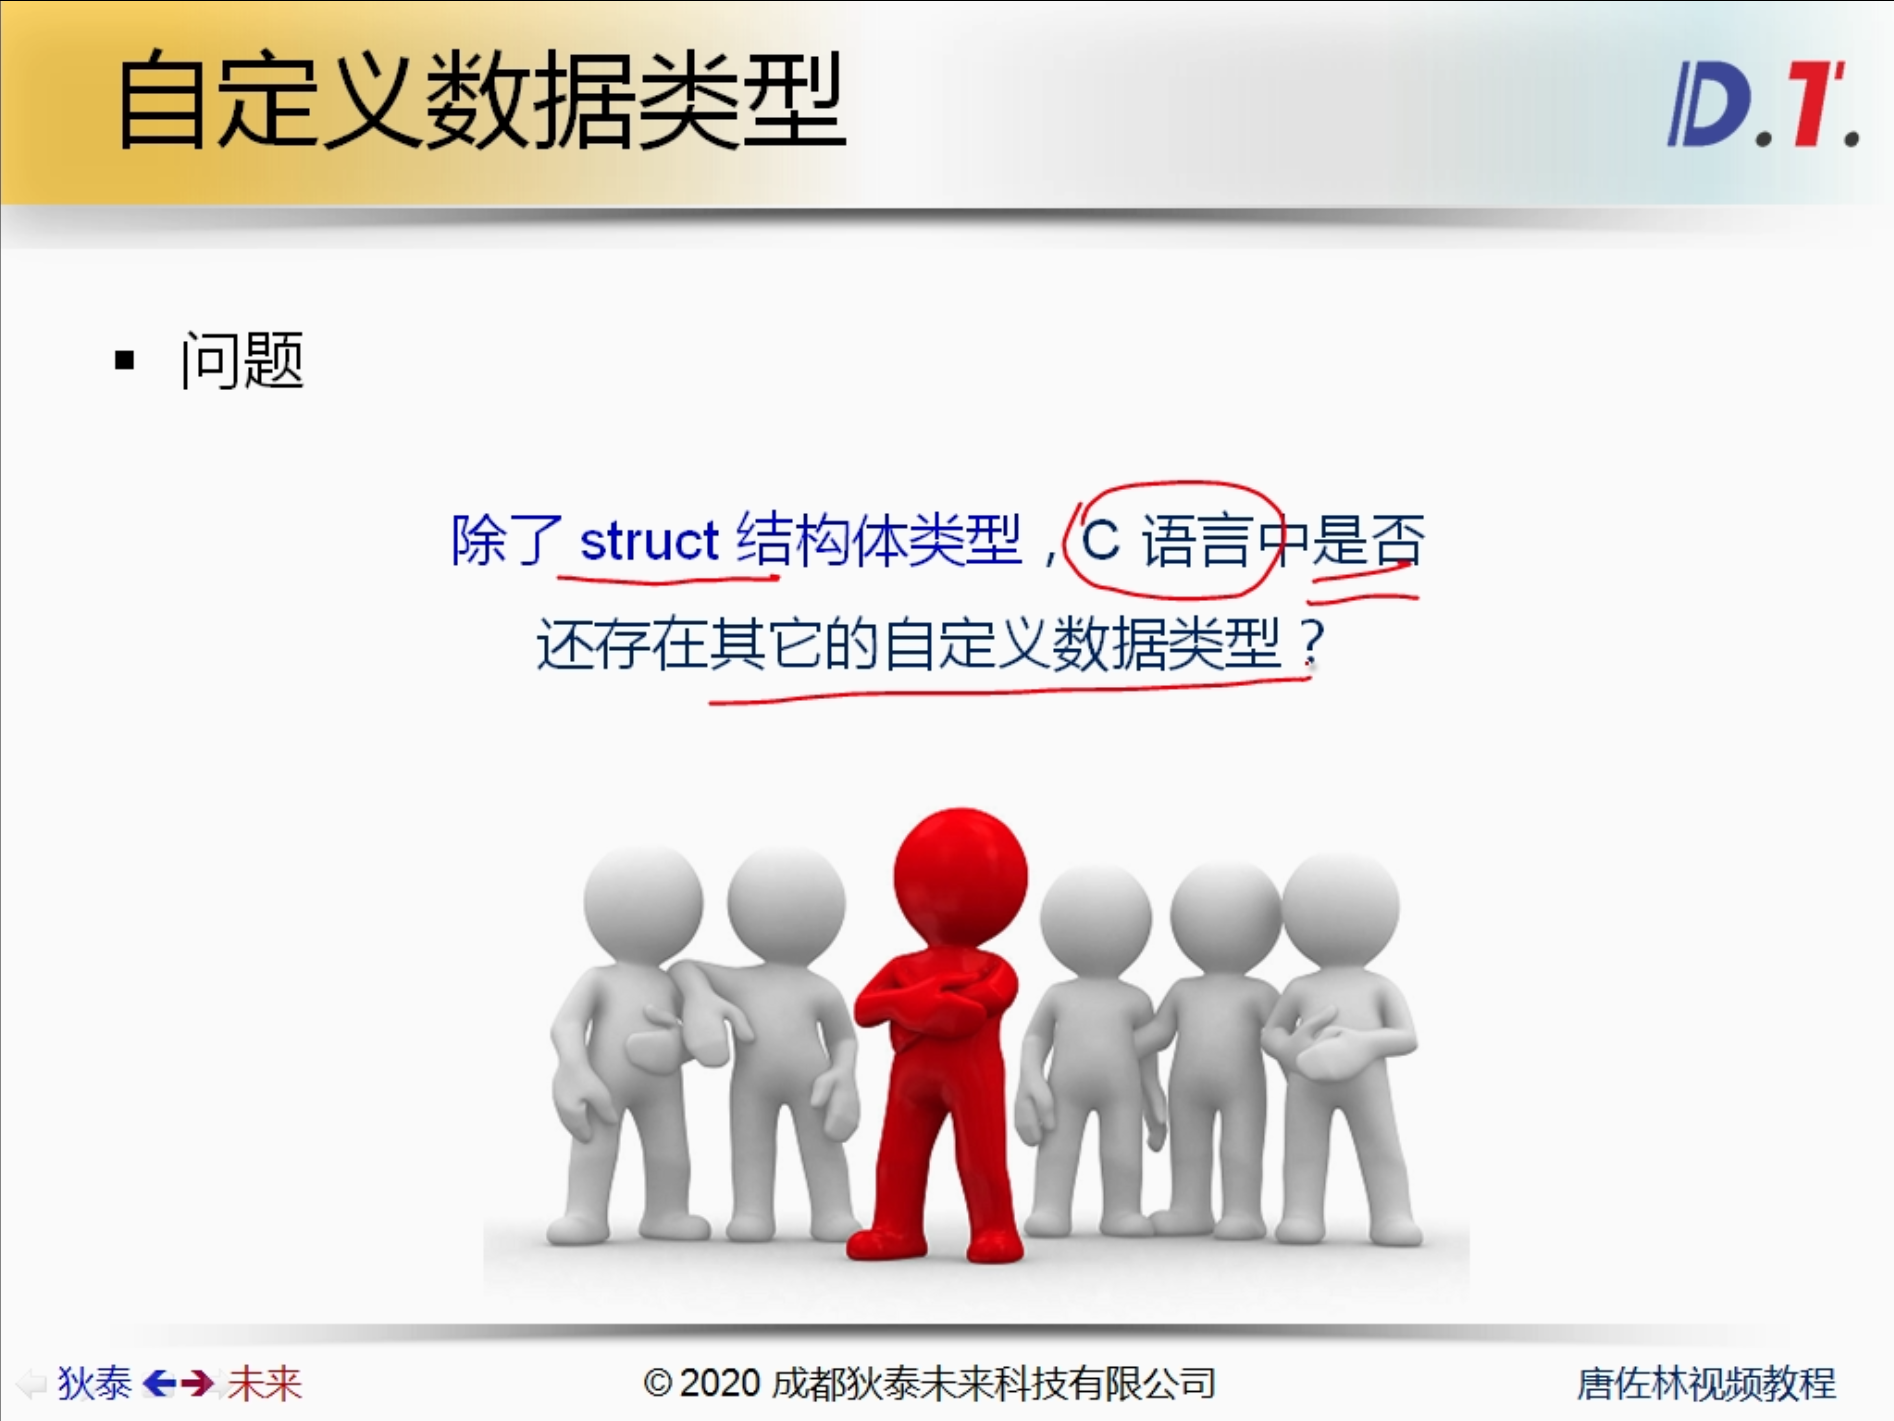 自定义数据类型
D.T.
▪ 问题
除了 struct 结构体类型，C 语言中是否
还存在其它的自定义数据类型？
狄泰 未来
© 2020 成都狄泰未来科技有限公司
唐佐林视频教程